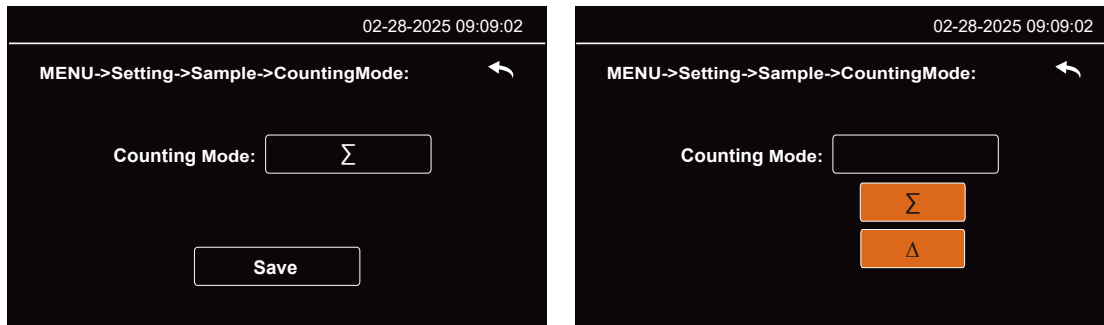 02-28-2025 09:09:02
MENU->Setting->Sample->CountingMode:
Counting Mode: Σ
Save
02-28-2025 09:09:02
MENU->Setting->Sample->CountingMode:
Counting Mode:
Σ
Δ